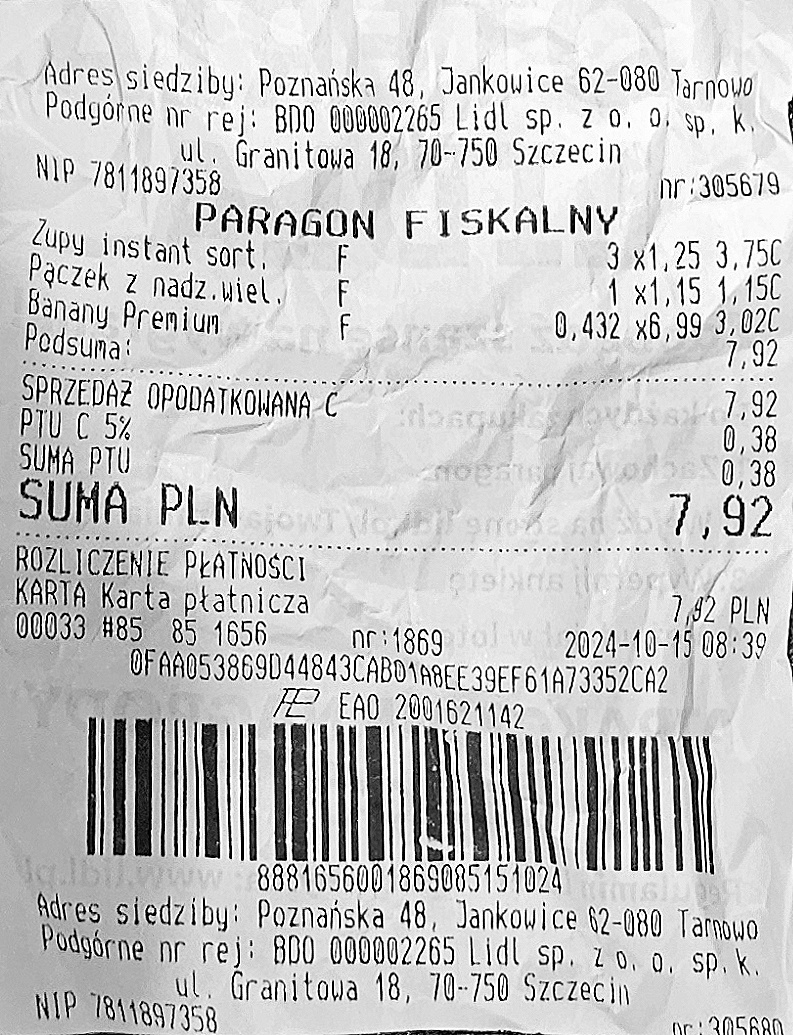 Adres siedziby: Poznańska 48, Jankowice 62-080 Tarnowo
Podgórne nr rej: BDO 000002265 Lidl sp. z o. o. sp. k.
ul. Granitowa 18, 70-750 Szczecin
NIP 7811897358 nr:305679
PARAGON FISKALNY
Zupy instant sort. F 3 x1,25 3,75C
Pączek z nadz.wiel. F 1 x1,15 1,15C
Banany Premium F 0,432 x6,99 3,02C
Podsuma: 7,92
SPRZEDAŻ OPODATKOWANA C 7,92
PTU C 5% 0,38
SUMA PTU 0,38
SUMA PLN 7,92
ROZLICZENIE PŁATNOŚCI
KARTA Karta płatnicza 7,92 PLN
00033 #85 85 1656 nr:1869 2024-10-15 08:39
0FAA053869D44843CAB01A8EE39EF61A73352CA2
EAO 2001621142
8881656001869085151024
Adres siedziby: Poznańska 48, Jankowice 62-080 Tarnowo
Podgórne nr rej: BDO 000002265 Lidl sp. z o. o. sp. k.
ul. Granitowa 18, 70-750 Szczecin
NIP 7811897358 nr:305680